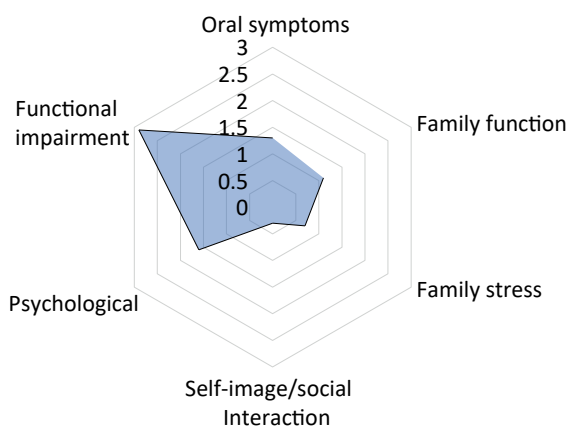 Oral symptoms
3
2.5
2
1.5
1
0.5
0
Family function
Family stress
Self-image/social
Interaction
Psychological
Functional
impairment